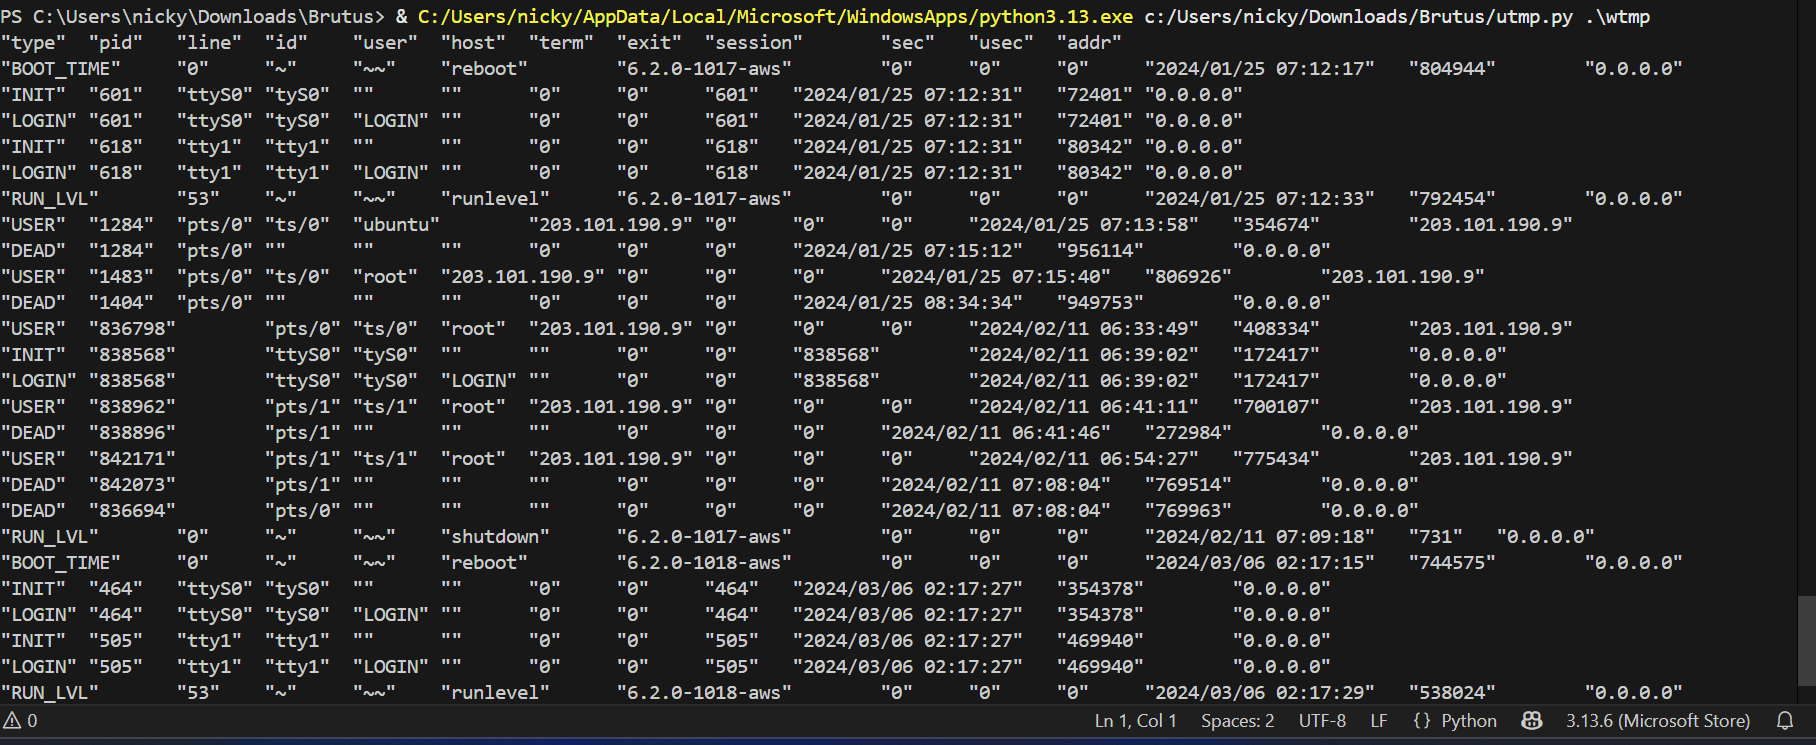 PS C:\Users\nicky\Downloads\Brutus> & C:/Users/nicky/AppData/Local/Microsoft/WindowsApps/python3.13.exe c:/Users/nicky/Downloads/Brutus/utmp.py .\wtmp
"type" "pid" "line" "id" "user" "host" "term" "exit" "session" "sec" "usec" "addr"
"BOOT_TIME" "0" "~" "~~" "reboot" "6.2.0-1017-aws" "0" "0" "0" "2024/01/25 07:12:17" "804944" "0.0.0.0"
"INIT" "601" "ttyS0" "tyS0" "" "" "0" "0" "601" "2024/01/25 07:12:31" "72401" "0.0.0.0"
"LOGIN" "601" "ttyS0" "tyS0" "LOGIN" "" "0" "0" "601" "2024/01/25 07:12:31" "72401" "0.0.0.0"
"INIT" "618" "tty1" "tty1" "" "" "0" "0" "618" "2024/01/25 07:12:31" "80342" "0.0.0.0"
"LOGIN" "618" "tty1" "tty1" "LOGIN" "" "0" "0" "618" "2024/01/25 07:12:31" "80342" "0.0.0.0"
"RUN_LVL" "53" "~" "~~" "runlevel" "6.2.0-1017-aws" "0" "0" "0" "2024/01/25 07:12:33" "792454" "0.0.0.0"
"USER" "1284" "pts/0" "ts/0" "ubuntu" "203.101.190.9" "0" "0" "0" "2024/01/25 07:13:58" "354674" "203.101.190.9"
"DEAD" "1284" "pts/0" "" "" "" "0" "0" "0" "2024/01/25 07:15:12" "956114" "0.0.0.0"
"USER" "1483" "pts/0" "ts/0" "root" "203.101.190.9" "0" "0" "0" "2024/01/25 07:15:40" "806926" "203.101.190.9"
"DEAD" "1404" "pts/0" "" "" "" "0" "0" "0" "2024/01/25 08:34:34" "949753" "0.0.0.0"
"USER" "836798" "pts/0" "ts/0" "root" "203.101.190.9" "0" "0" "0" "2024/02/11 06:33:49" "408334" "203.101.190.9"
"INIT" "838568" "ttyS0" "tyS0" "" "" "0" "0" "838568" "2024/02/11 06:39:02" "172417" "0.0.0.0"
"LOGIN" "838568" "ttyS0" "tyS0" "LOGIN" "" "0" "0" "838568" "2024/02/11 06:39:02" "172417" "0.0.0.0"
"USER" "838962" "pts/1" "ts/1" "root" "203.101.190.9" "0" "0" "0" "2024/02/11 06:41:11" "700107" "203.101.190.9"
"DEAD" "838896" "pts/1" "" "" "" "0" "0" "0" "2024/02/11 06:41:46" "272984" "0.0.0.0"
"USER" "842171" "pts/1" "ts/1" "root" "203.101.190.9" "0" "0" "0" "2024/02/11 06:54:27" "775434" "203.101.190.9"
"DEAD" "842073" "pts/1" "" "" "" "0" "0" "0" "2024/02/11 07:08:04" "769514" "0.0.0.0"
"DEAD" "836694" "pts/0" "" "" "" "0" "0" "0" "2024/02/11 07:08:04" "769963" "0.0.0.0"
"RUN_LVL" "0" "~" "~~" "shutdown" "6.2.0-1017-aws" "0" "0" "0" "2024/02/11 07:09:18" "731" "0.0.0.0"
"BOOT_TIME" "0" "~" "~~" "reboot" "6.2.0-1018-aws" "0" "0" "0" "2024/03/06 02:17:15" "744575" "0.0.0.0"
"INIT" "464" "ttyS0" "tyS0" "" "" "0" "0" "464" "2024/03/06 02:17:27" "354378" "0.0.0.0"
"LOGIN" "464" "ttyS0" "tyS0" "LOGIN" "" "0" "0" "464" "2024/03/06 02:17:27" "354378" "0.0.0.0"
"INIT" "505" "tty1" "tty1" "" "" "0" "0" "505" "2024/03/06 02:17:27" "469940" "0.0.0.0"
"LOGIN" "505" "tty1" "tty1" "LOGIN" "" "0" "0" "505" "2024/03/06 02:17:27" "469940" "0.0.0.0"
"RUN_LVL" "53" "~" "~~" "runlevel" "6.2.0-1018-aws" "0" "0" "0" "2024/03/06 02:17:29" "538024" "0.0.0.0"
0 Ln 1, Col 1 Spaces: 2 UTF-8 LF {} Python 3.13.6 (Microsoft Store)